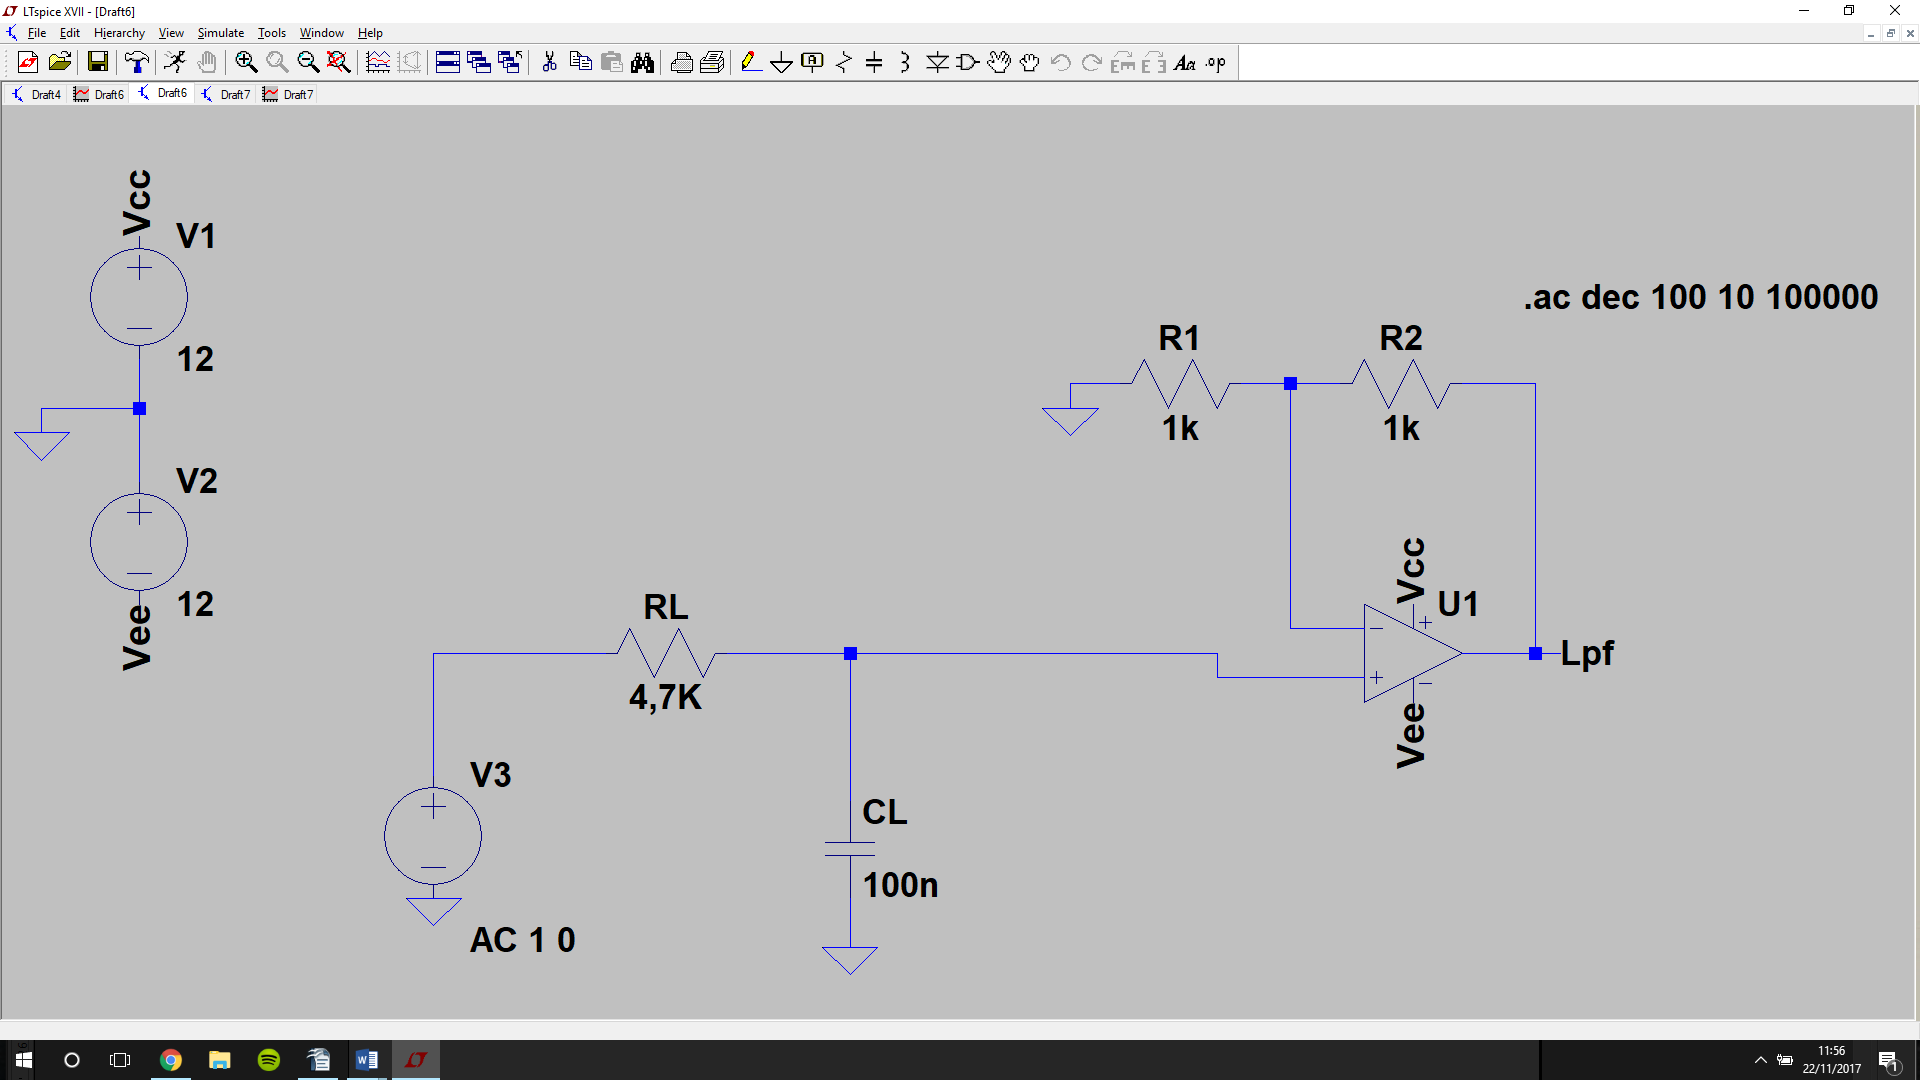 LTspice XVII - [Draft6]
File Edit Hierarchy View Simulate Tools Window Help
Draft4 Draft6 Draft6 Draft7 Draft7
Vcc
V1
12
V2
12
Vee
.ac dec 100 10 100000
R1
1k
R2
1k
Vcc
U1
Lpf
Vee
RL
4,7K
V3
AC 1 0
CL
100n
11:56
22/11/2017
1